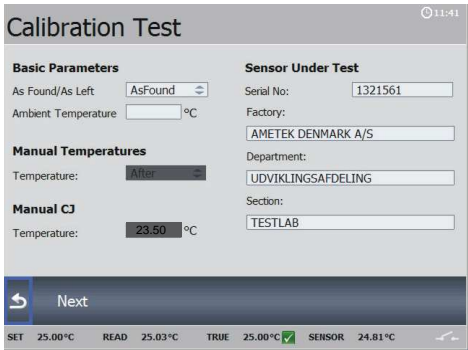 11:41
Calibration Test
Basic Parameters
As Found/As Left AsFound
Ambient Temperature °C
Manual Temperatures
Temperature: After
Manual CJ
Temperature: 23.50 °C
Sensor Under Test
Serial No: 1321561
Factory:
AMETEK DENMARK A/S
Department:
UDVIKLINGSAFDELING
Section:
TESTLAB
Next
SET 25.00°C READ 25.03°C TRUE 25.00°C SENSOR 24.81°C